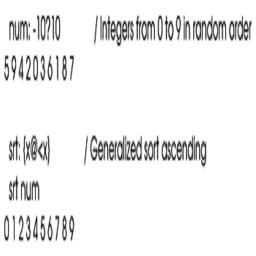 num: -10?10 / Integers from 0 to 9 in random order
5 9 4 2 0 3 6 1 8 7
srt: {x@<x} / Generalized sort ascending
srt num
0 1 2 3 4 5 6 7 8 9